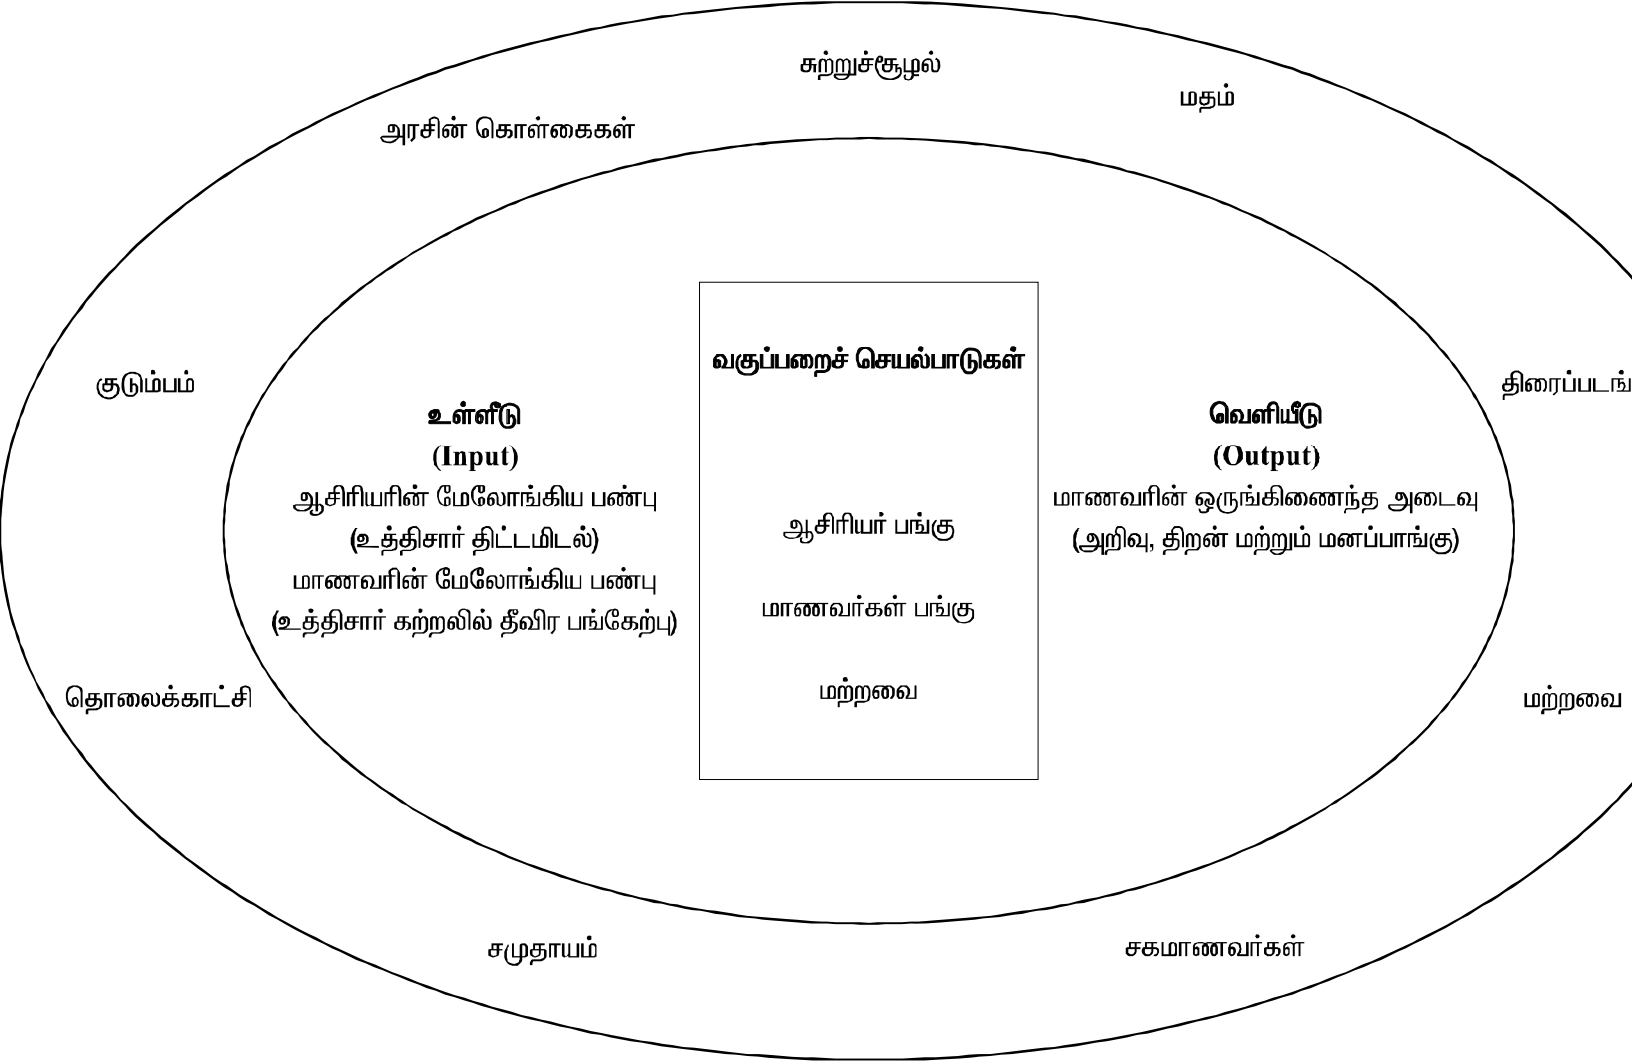 சுற்றுச்சூழல்
மதம்
அரசின் கொள்கைகள்
வகுப்பறைச் செயல்பாடுகள்
குடும்பம்
திரைப்படங்
உள்ளீடு
(Input)
ஆசிரியரின் மேலோங்கிய பண்பு
(உத்திசார் திட்டமிடல்)
மாணவரின் மேலோங்கிய பண்பு
(உத்திசார் கற்றலில் தீவிர பங்கேற்பு)
ஆசிரியர் பங்கு
மாணவர்கள் பங்கு
மற்றவை
வெளியீடு
(Output)
மாணவரின் ஒருங்கிணைந்த அடைவு
(அறிவு, திறன் மற்றும் மனப்பாங்கு)
தொலைக்காட்சி
மற்றவை
சமுதாயம்
சகமாணவர்கள்